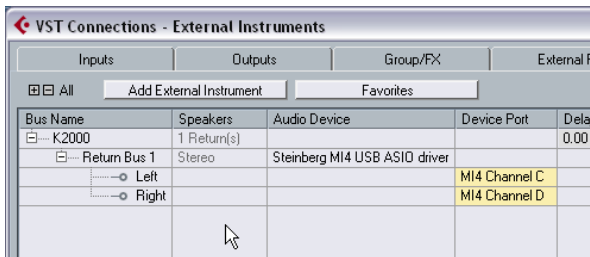 VST Connections - External Instruments
Inputs Outputs Group/FX External
All Add External Instrument Favorites
Bus Name Speakers Audio Device Device Port Dela
K2000 1 Return(s) 0.00
Return Bus 1 Stereo Steinberg MI4 USB ASIO driver
Left MI4 Channel C
Right MI4 Channel D